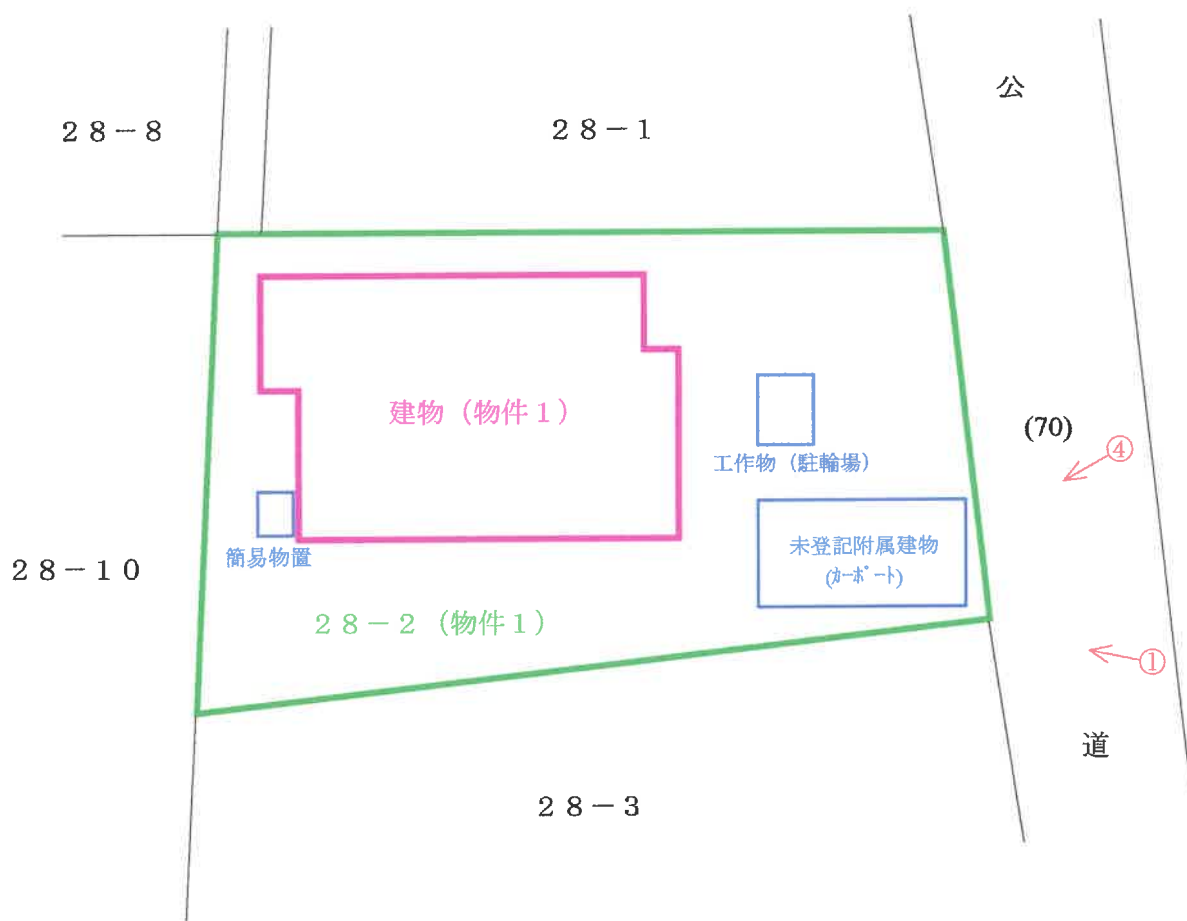 公
２８－８
２８－１
建物（物件１）
(70)
④
工作物（駐輪場）
未登記附属建物
(ｶｰﾎﾟｰﾄ)
簡易物置
２８－１０
２８－２（物件１）
①
道
２８－３